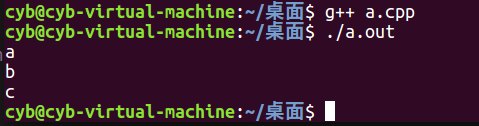 cyb@cyb-virtual-machine:~/桌面$ g++ a.cpp
cyb@cyb-virtual-machine:~/桌面$ ./a.out
a
b
c
cyb@cyb-virtual-machine:~/桌面$